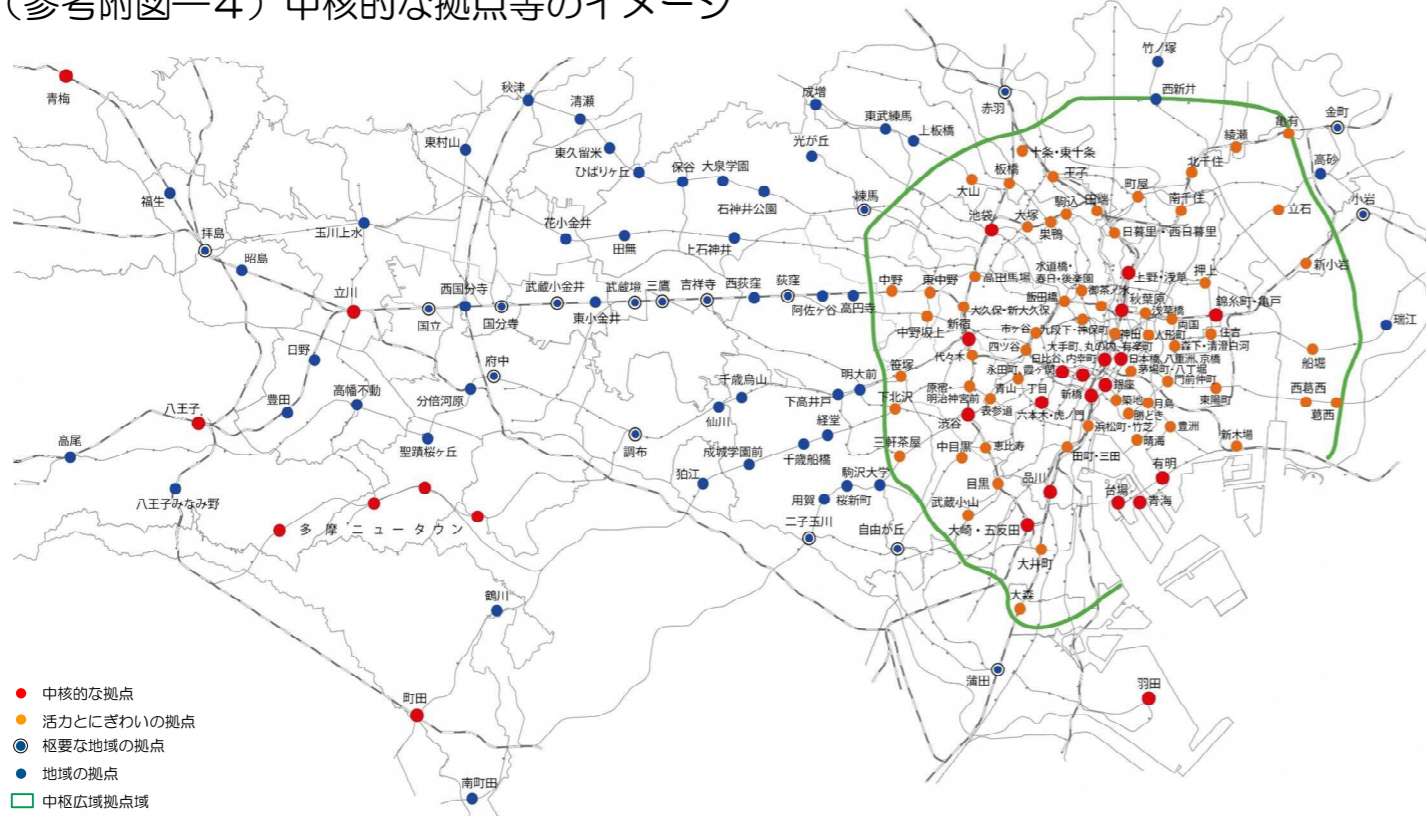 （参考附図―4）中核的な拠点等のイメージ
青梅
福生
拝島
昭島
玉川上水
東村山
秋津
清瀬
東久留米
ひばりヶ丘
保谷
大泉学園
石神井公園
花小金井
田無
上石神井
成増
光が丘
東武練馬
上板橋
練馬
赤羽
竹ノ塚
西新井
亀有
金町
綾瀬
高砂
北千住
小岩
十条・東十条
板橋
王子
大山
池袋
大塚
巣鴨
駒込
田端
町屋
南千住
立石
日暮里・西日暮里
新小岩
立川
国立
西国分寺
国分寺
武蔵小金井
東小金井
武蔵境
三鷹
吉祥寺
西荻窪
荻窪
阿佐ヶ谷
高円寺
中野
東中野
高田馬場
水道橋・
春日・後楽園
上野・浅草
押上
飯田橋
御茶ノ水
秋葉原
錦糸町・亀戸
大久保・新大久保
浅草橋
両国
中野坂上
新宿
市ヶ谷
九段下・神保町
神田
人形町
住吉
瑞江
代々木
四ツ谷
大手町、丸の内、有楽町
森下・清澄白河
船堀
日比谷、内幸町
日本橋、八重洲、京橋
永田町、霞ヶ関
茅場町・八丁堀
笹塚
原宿・
明治神宮前
青山一丁目
銀座
門前仲町
東陽町
西葛西
葛西
下北沢
渋谷
表参道
六本木・虎ノ門
新橋
築地
月島
勝どき
浜松町・竹芝
豊洲
晴海
新木場
三軒茶屋
中目黒
恵比寿
田町・三田
有明
目黒
品川
台場
青海
武蔵小山
大崎・五反田
大井町
大森
日野
府中
豊田
高幡不動
分倍河原
八王子
高尾
聖蹟桜ヶ丘
八王子みなみ野
多摩ニュータウン
調布
千歳烏山
仙川
下高井戸
明大前
経堂
千歳船橋
成城学園前
狛江
駒沢大学
用賀
桜新町
二子玉川
自由が丘
鶴川
町田
南町田
蒲田
羽田
中核的な拠点
活力とにぎわいの拠点
枢要な地域の拠点
地域の拠点
中枢広域拠点域